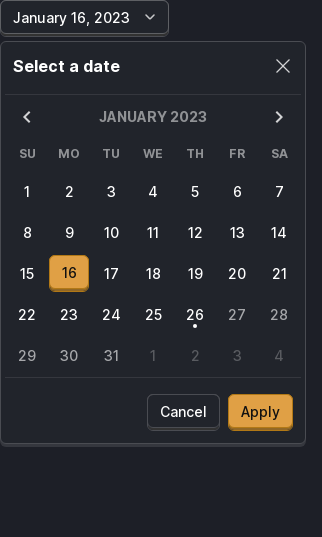 January 16, 2023
Select a date
JANUARY 2023
SU MO TU WE TH FR SA
1 2 3 4 5 6 7
8 9 10 11 12 13 14
15 16 17 18 19 20 21
22 23 24 25 26 27 28
29 30 31 1 2 3 4
Cancel Apply